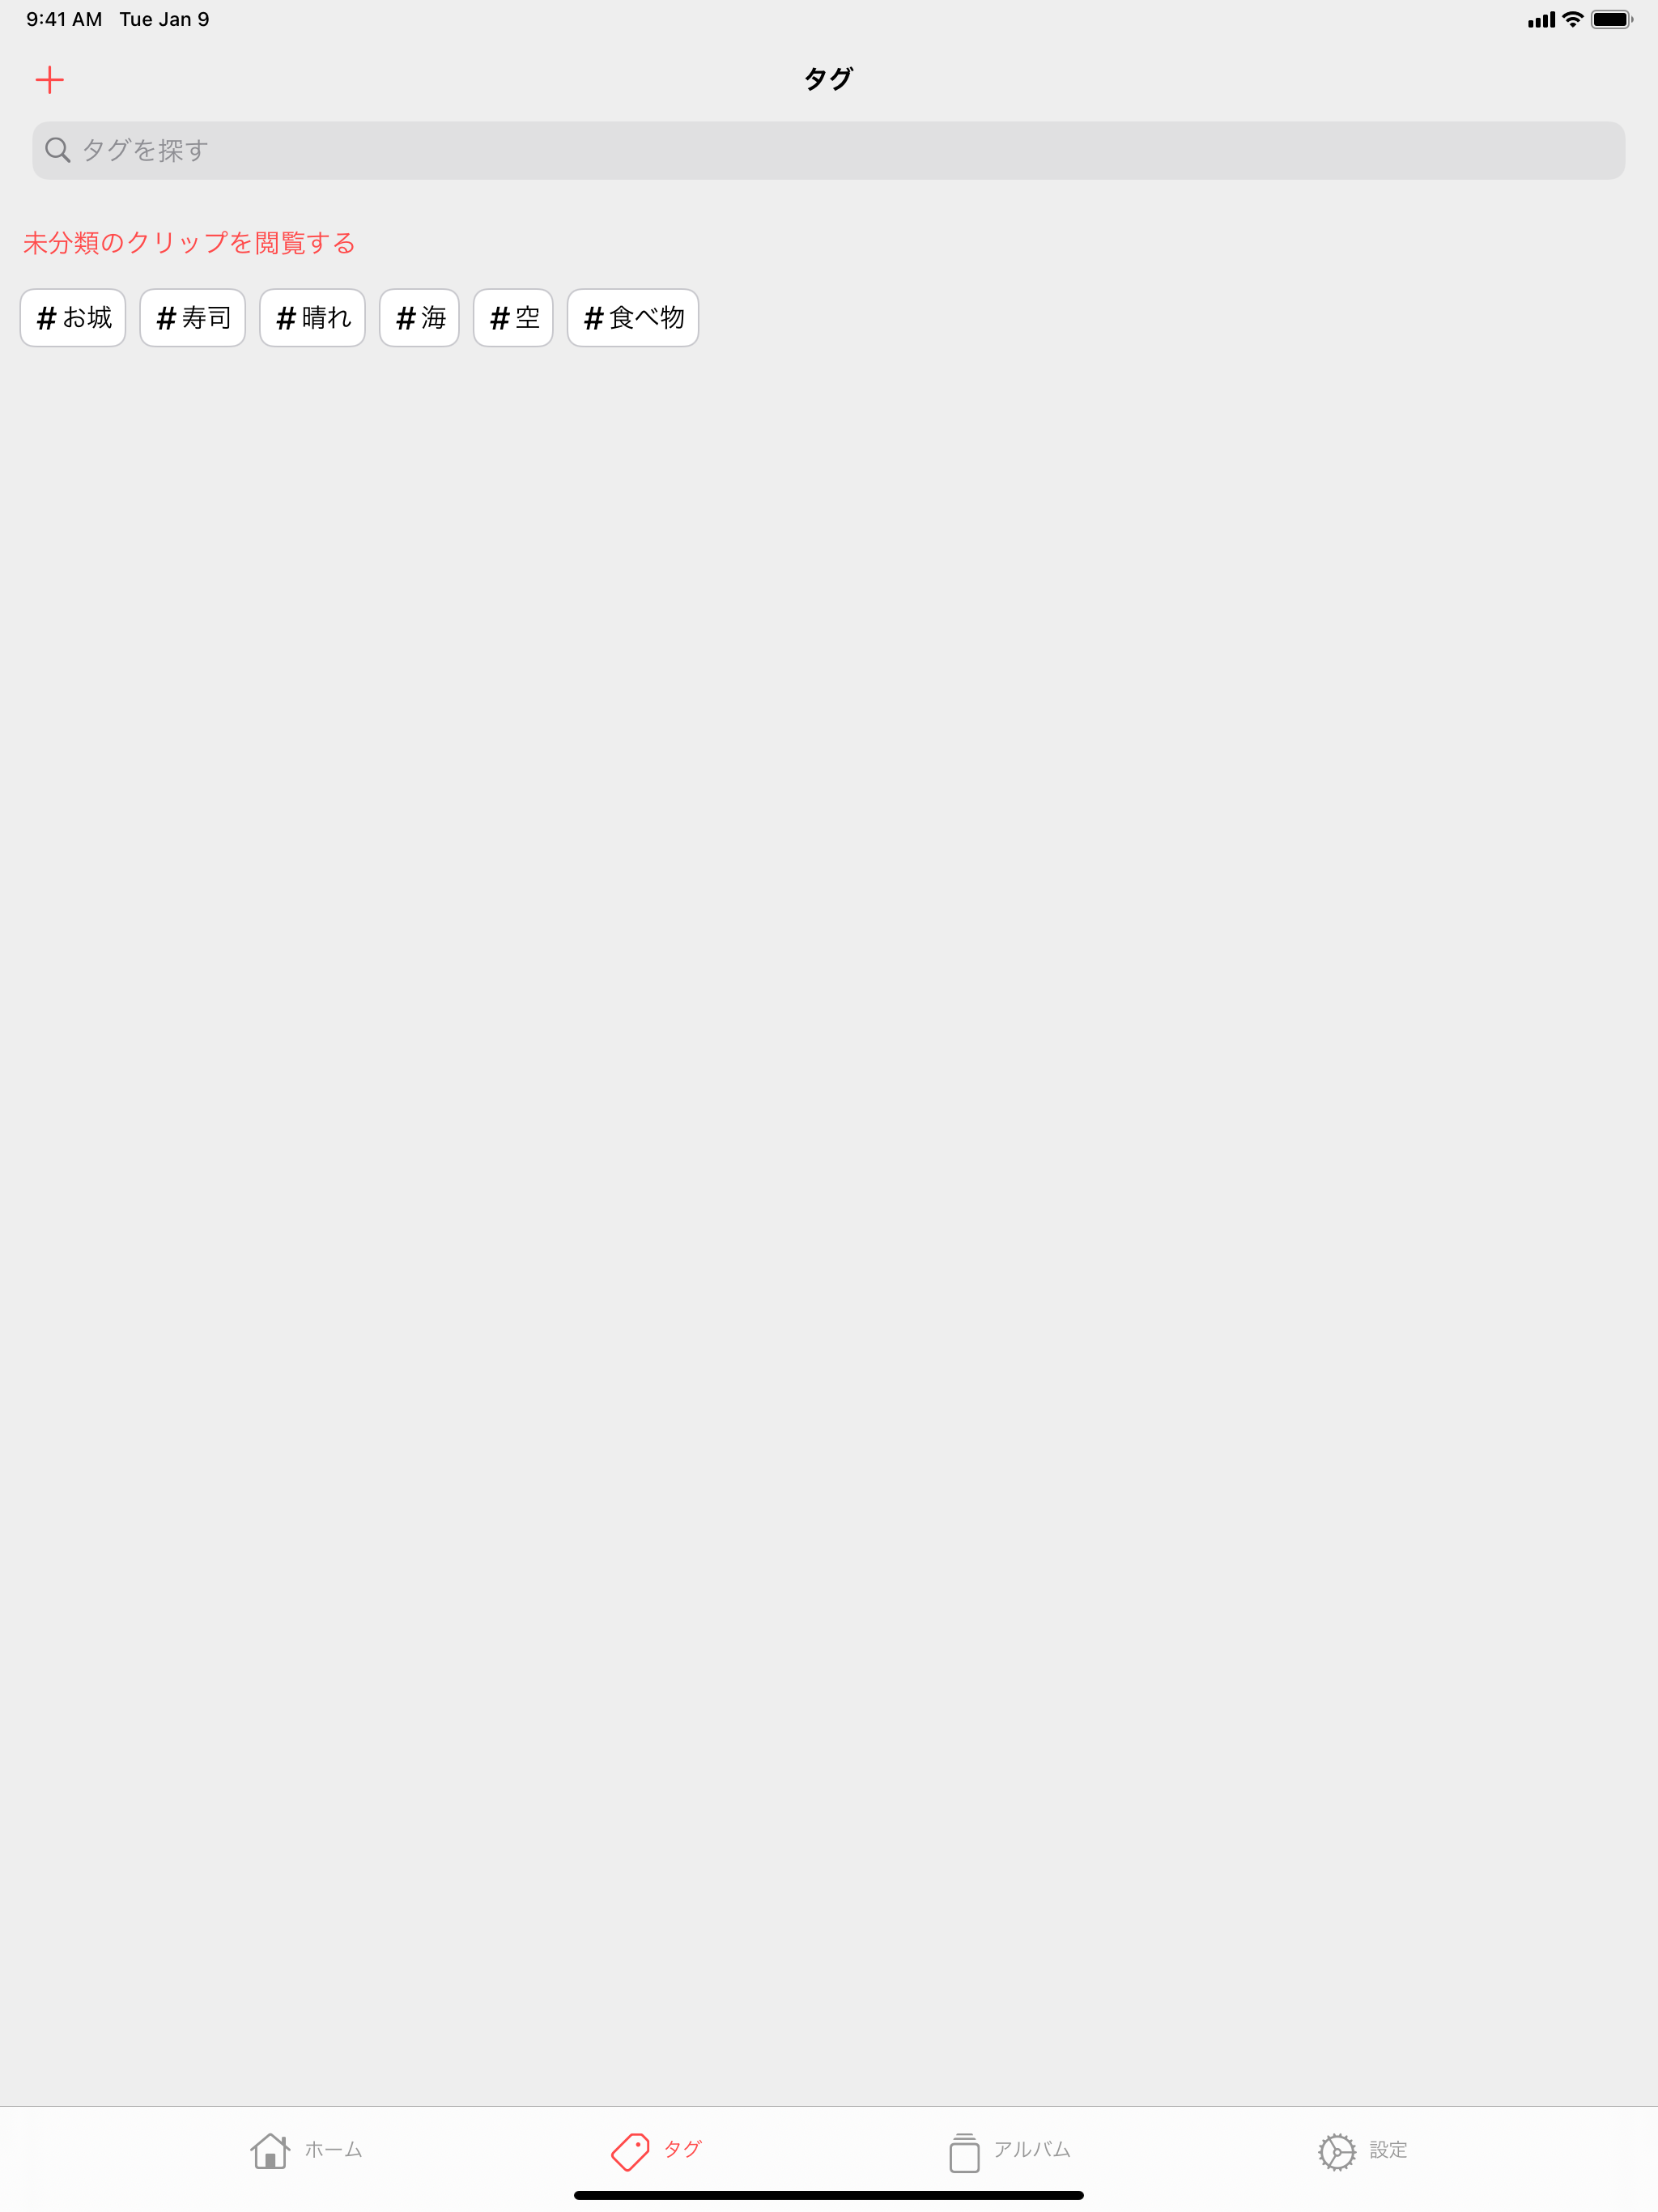 9:41 AM Tue Jan 9
タグ
タグを探す
未分類のクリップを閲覧する
#お城 #寿司 #晴れ #海 #空 #食べ物
ホーム タグ アルバム 設定